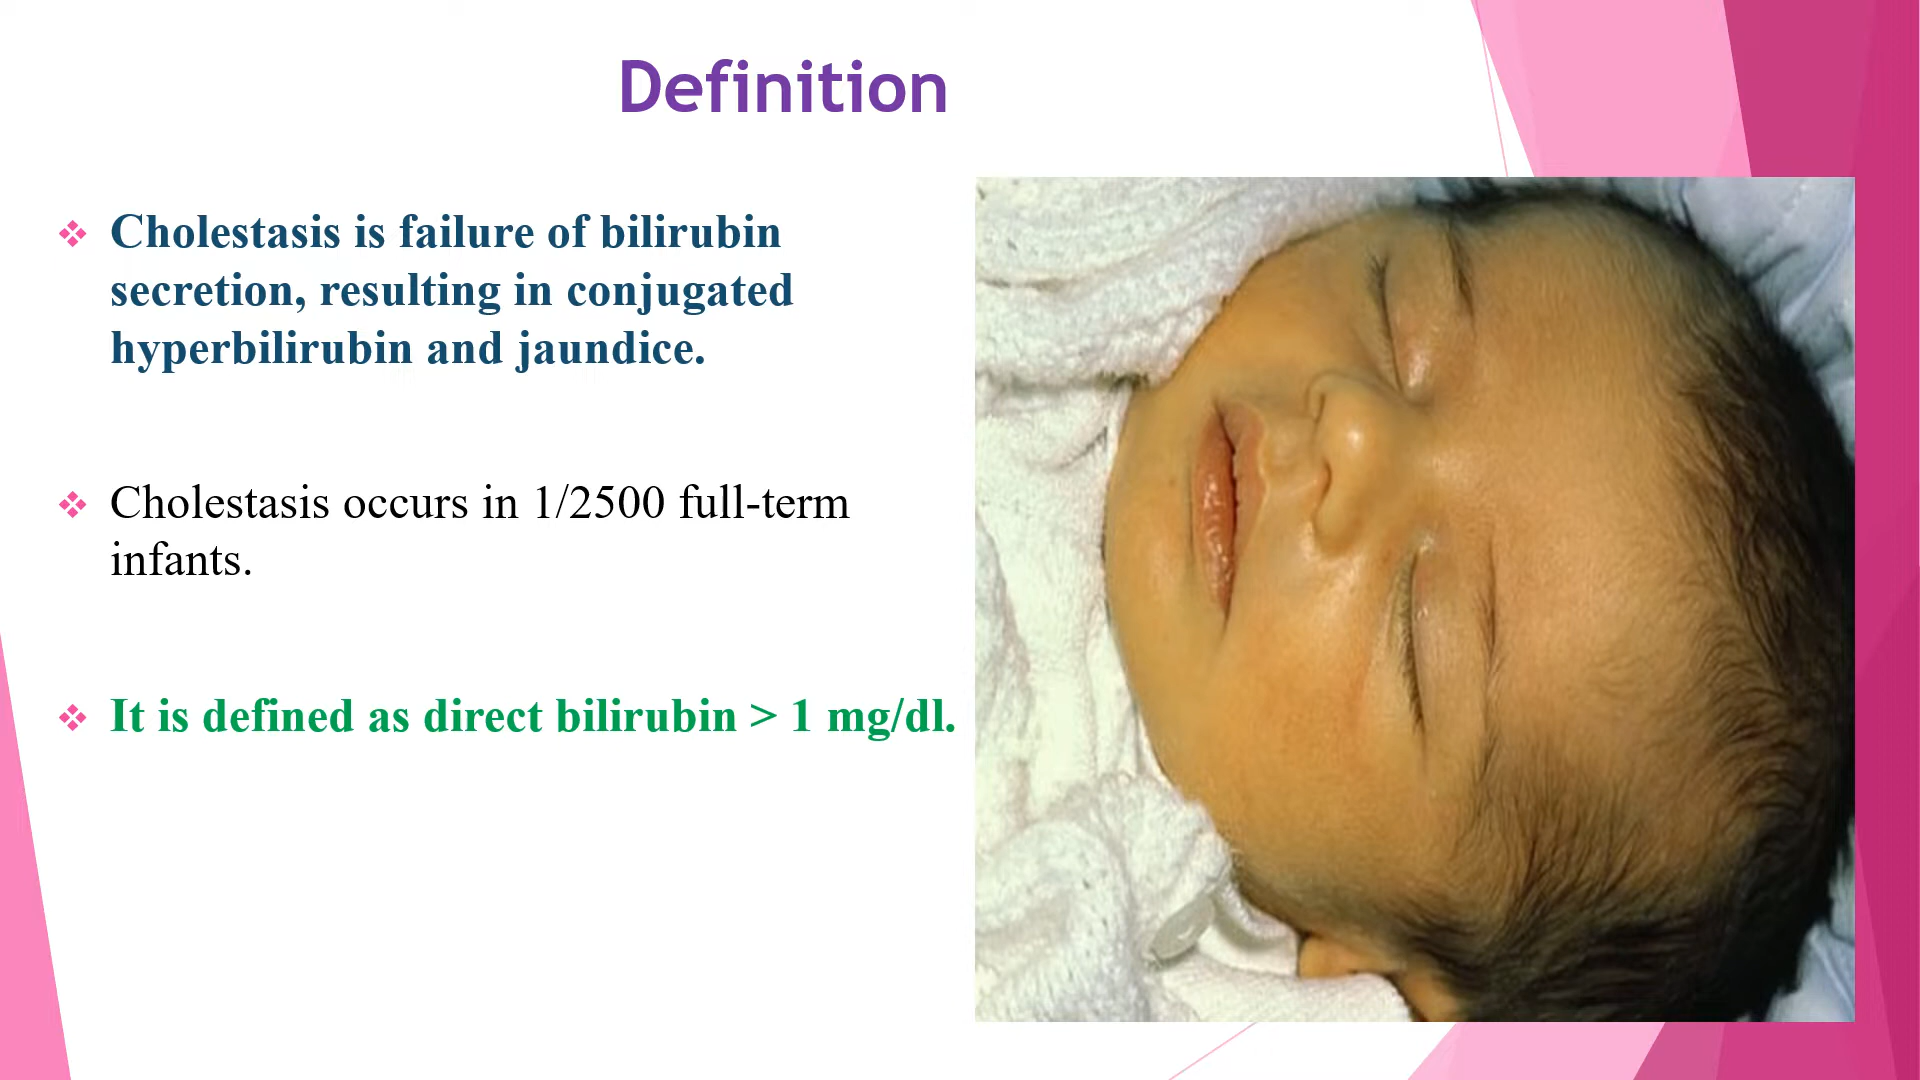 Definition
Cholestasis is failure of bilirubin
secretion, resulting in conjugated
hyperbilirubin and jaundice.
Cholestasis occurs in 1/2500 full-term
infants.
It is defined as direct bilirubin > 1 mg/dl.